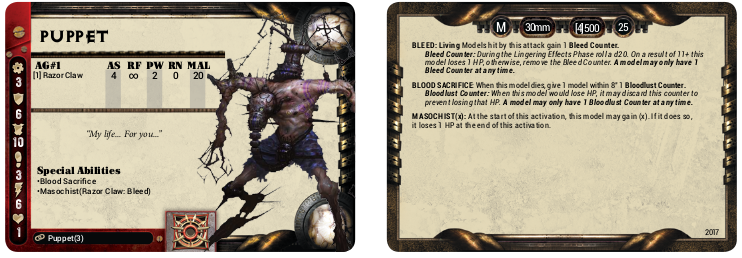 PUPPET
AG#1 AS RF PW RN MAL
[1] Razor Claw 4 ∞ 2 0 20
3
6
10
3
6
1
"My life... For you..."
Special Abilities
•Blood Sacrifice
•Masochist(Razor Claw: Bleed)
Puppet(3)
M 30mm [4]500 25
BLEED: Living Models hit by this attack gain 1 Bleed Counter.
Bleed Counter: During the Lingering Effects Phase roll a d20. On a result of 11+ this
model loses 1 HP, otherwise, remove the Bleed Counter. A model may only have 1
Bleed Counter at any time.
BLOOD SACRIFICE: When this model dies, give 1 model within 8" 1 Bloodlust Counter.
Bloodlust Counter: When this model would lose HP, it may discard this counter to
prevent losing that HP. A model may only have 1 Bloodlust Counter at any time.
MASOCHIST(x): At the start of this activation, this model may gain (x). If it does so,
it loses 1 HP at the end of this activation.
2017